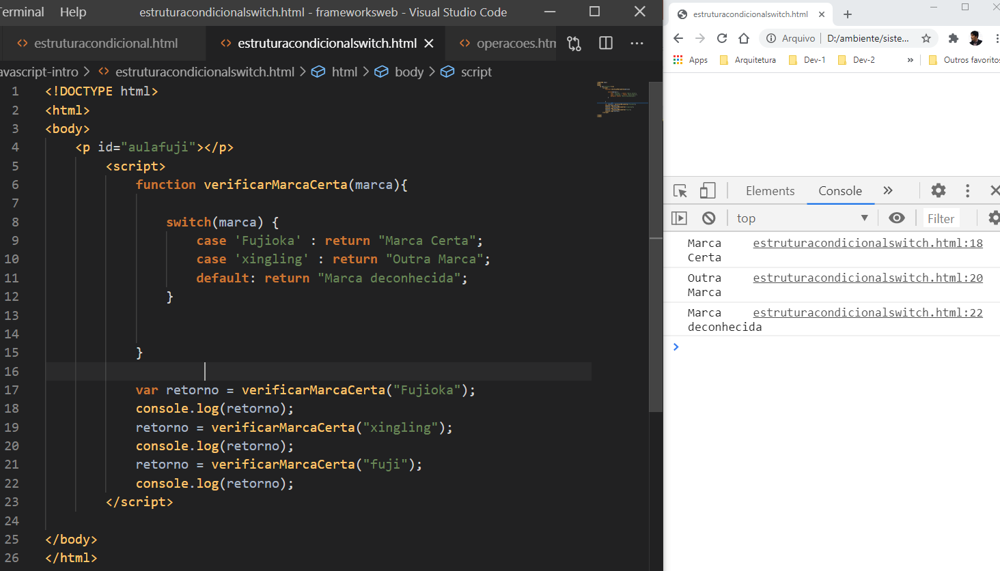 Terminal Help estruturacondicionalswitch.html - frameworksweb - Visual Studio Code
estruturacondicional.html estruturacondicionalswitch.html operacoes.htm
avascript-intro > estruturacondicionalswitch.html > html > body > script
1 <!DOCTYPE html>
2 <html>
3 <body>
4 <p id="aulafuji"></p>
5 <script>
6 function verificarMarcaCerta(marca){
7
8 switch(marca) {
9 case 'Fujioka' : return "Marca Certa";
10 case 'xingling' : return "Outra Marca";
11 default: return "Marca deconhecida";
12 }
13
14
15 }
16
17 var retorno = verificarMarcaCerta("Fujioka");
18 console.log(retorno);
19 retorno = verificarMarcaCerta("xingling");
20 console.log(retorno);
21 retorno = verificarMarcaCerta("fuji");
22 console.log(retorno);
23 </script>
24
25 </body>
26 </html>
estruturacondicionalswitch.html
Arquivo D:/ambiente/siste...
Apps Arquitetura Dev-1 Dev-2 » Outros favoritos
Elements Console
top Filter
Marca estruturacondicionalswitch.html:18
Certa
Outra estruturacondicionalswitch.html:20
Marca
Marca estruturacondicionalswitch.html:22
deconhecida